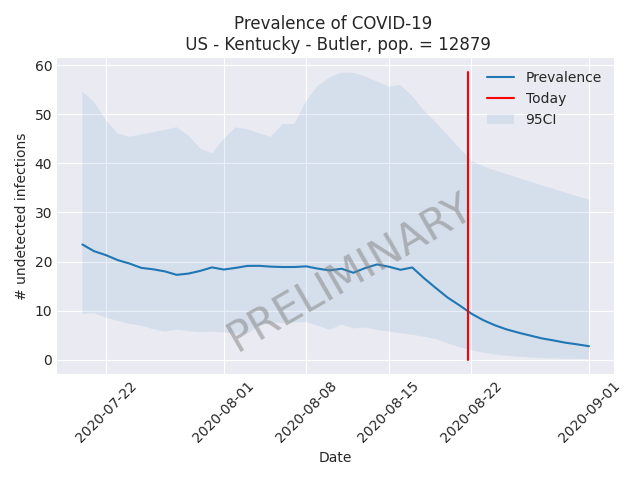 Prevalence of COVID-19
US - Kentucky - Butler, pop. = 12879
# undetected infections
60
50
40
30
20
10
0
Prevalence
Today
95CI
PRELIMINARY
2020-07-22
2020-08-01
2020-08-08
2020-08-15
2020-08-22
2020-09-01
Date